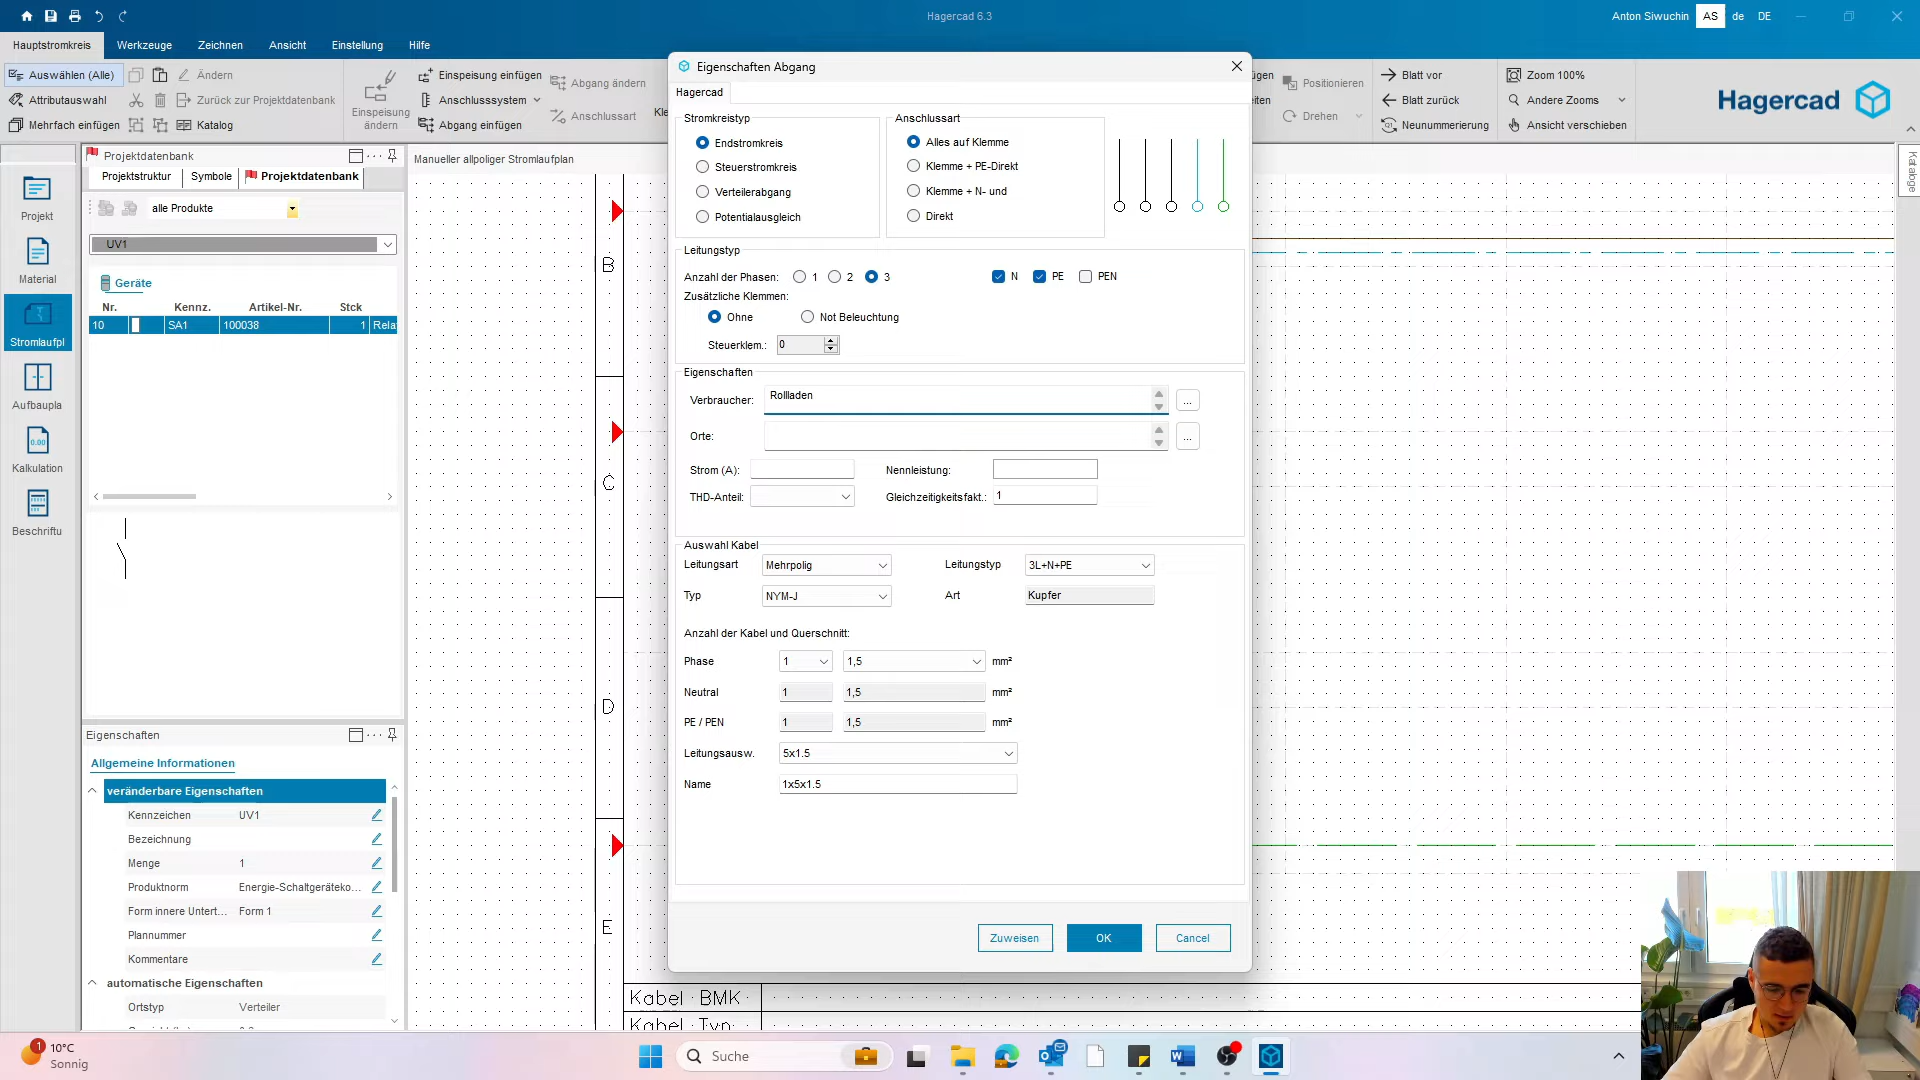 Hagercad 6.3
Anton Siwuchin AS de DE
Hauptstromkreis Werkzeuge Zeichnen Ansicht Einstellung Hilfe
Auswählen (Alle) Ändern
Attributauswahl Zurück zur Projektdatenbank
Mehrfach einfügen Katalog
Einspeisung
ändern
Einspeisung einfügen Abgang ändern
Anschlusssystem Anschlussart
Abgang einfügen
Positionieren
Drehen
Blatt vor
Blatt zurück
Neunummerierung
Zoom 100%
Andere Zooms
Ansicht verschieben
Hagercad
Kataloge
Projekt
Material
Stromlaufpl
Aufbaupla
0.00
Kalkulation
Beschriftu
Projektdatenbank
Projektstruktur Symbole Projektdatenbank
alle Produkte
UV1
Geräte
Nr. Kennz. Artikel-Nr. Stck
10 SA1 100038 1 Rela
Eigenschaften
Allgemeine Informationen
veränderbare Eigenschaften
Kennzeichen UV1
Bezeichnung
Menge 1
Produktnorm Energie-Schaltgeräteko...
Form innere Untert... Form 1
Plannummer
Kommentare
automatische Eigenschaften
Ortstyp Verteiler
Manueller allpoliger Stromlaufplan
B
C
D
E
Kabel BMK
Kabel Typ
Eigenschaften Abgang
Hagercad
Stromkreistyp
Endstromkreis
Steuerstromkreis
Verteilerabgang
Potentialausgleich
Anschlussart
Alles auf Klemme
Klemme + PE-Direkt
Klemme + N- und
Direkt
Leitungstyp
Anzahl der Phasen: 1 2 3 N PE PEN
Zusätzliche Klemmen:
Ohne Not Beleuchtung
Steuerklem.: 0
Eigenschaften
Verbraucher: Rollladen ...
Orte: ...
Strom (A): Nennleistung:
THD-Anteil: Gleichzeitigkeitsfakt.: 1
Auswahl Kabel
Leitungsart Mehrpolig Leitungstyp 3L+N+PE
Typ NYM-J Art Kupfer
Anzahl der Kabel und Querschnitt:
Phase 1 1,5 mm²
Neutral 1 1,5 mm²
PE / PEN 1 1,5 mm²
Leitungsausw. 5x1.5
Name 1x5x1.5
Zuweisen OK Cancel
1
10°C
Sonnig
Suche